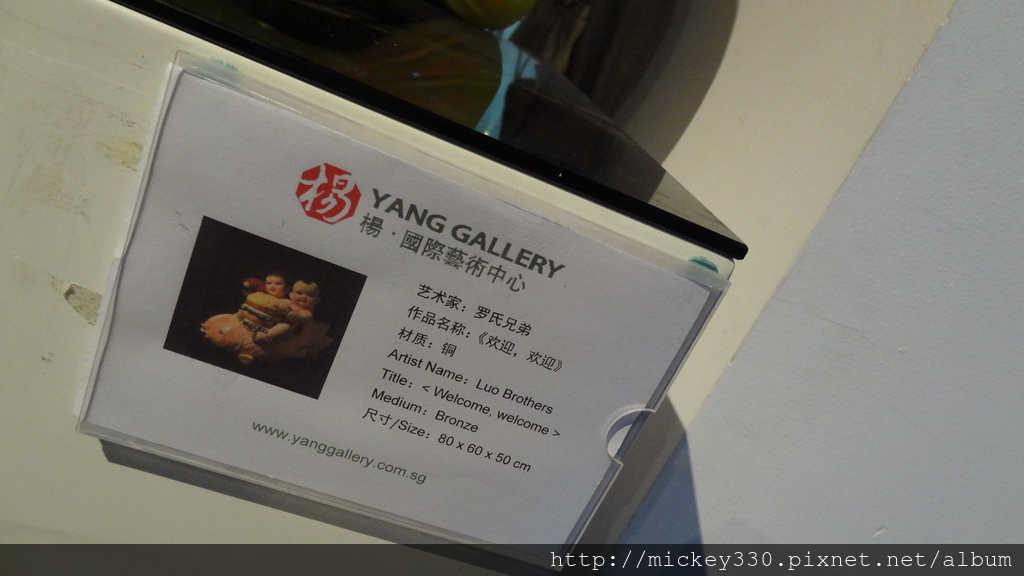 楊
YANG GALLERY
楊·國際藝術中心
艺术家：罗氏兄弟
作品名称：《欢迎，欢迎》
材质：铜
Artist Name：Luo Brothers
Title：< Welcome, welcome >
Medium：Bronze
尺寸/Size：80 x 60 x 50 cm
www.yanggallery.com.sg
http://mickey330.pixnet.net/album